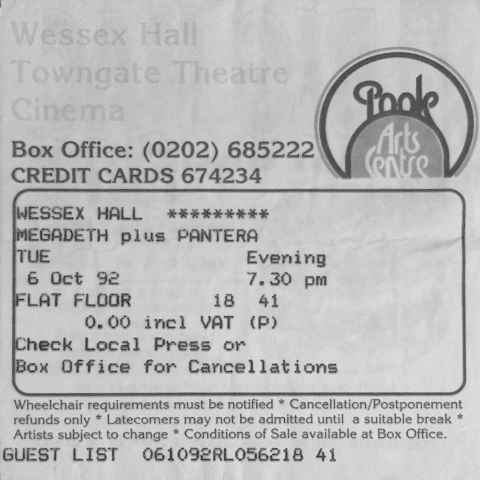 Wessex Hall
Towngate Theatre
Cinema
Poole
Arts
Centre
Box Office: (0202) 685222
CREDIT CARDS 674234
WESSEX HALL *********
MEGADETH plus PANTERA
TUE Evening
6 Oct 92 7.30 pm
FLAT FLOOR 18 41
0.00 incl VAT (P)
Check Local Press or
Box Office for Cancellations
Wheelchair requirements must be notified * Cancellation/Postponement
refunds only * Latecomers may not be admitted until a suitable break *
Artists subject to change * Conditions of Sale available at Box Office.
GUEST LIST 061092RL056218 41